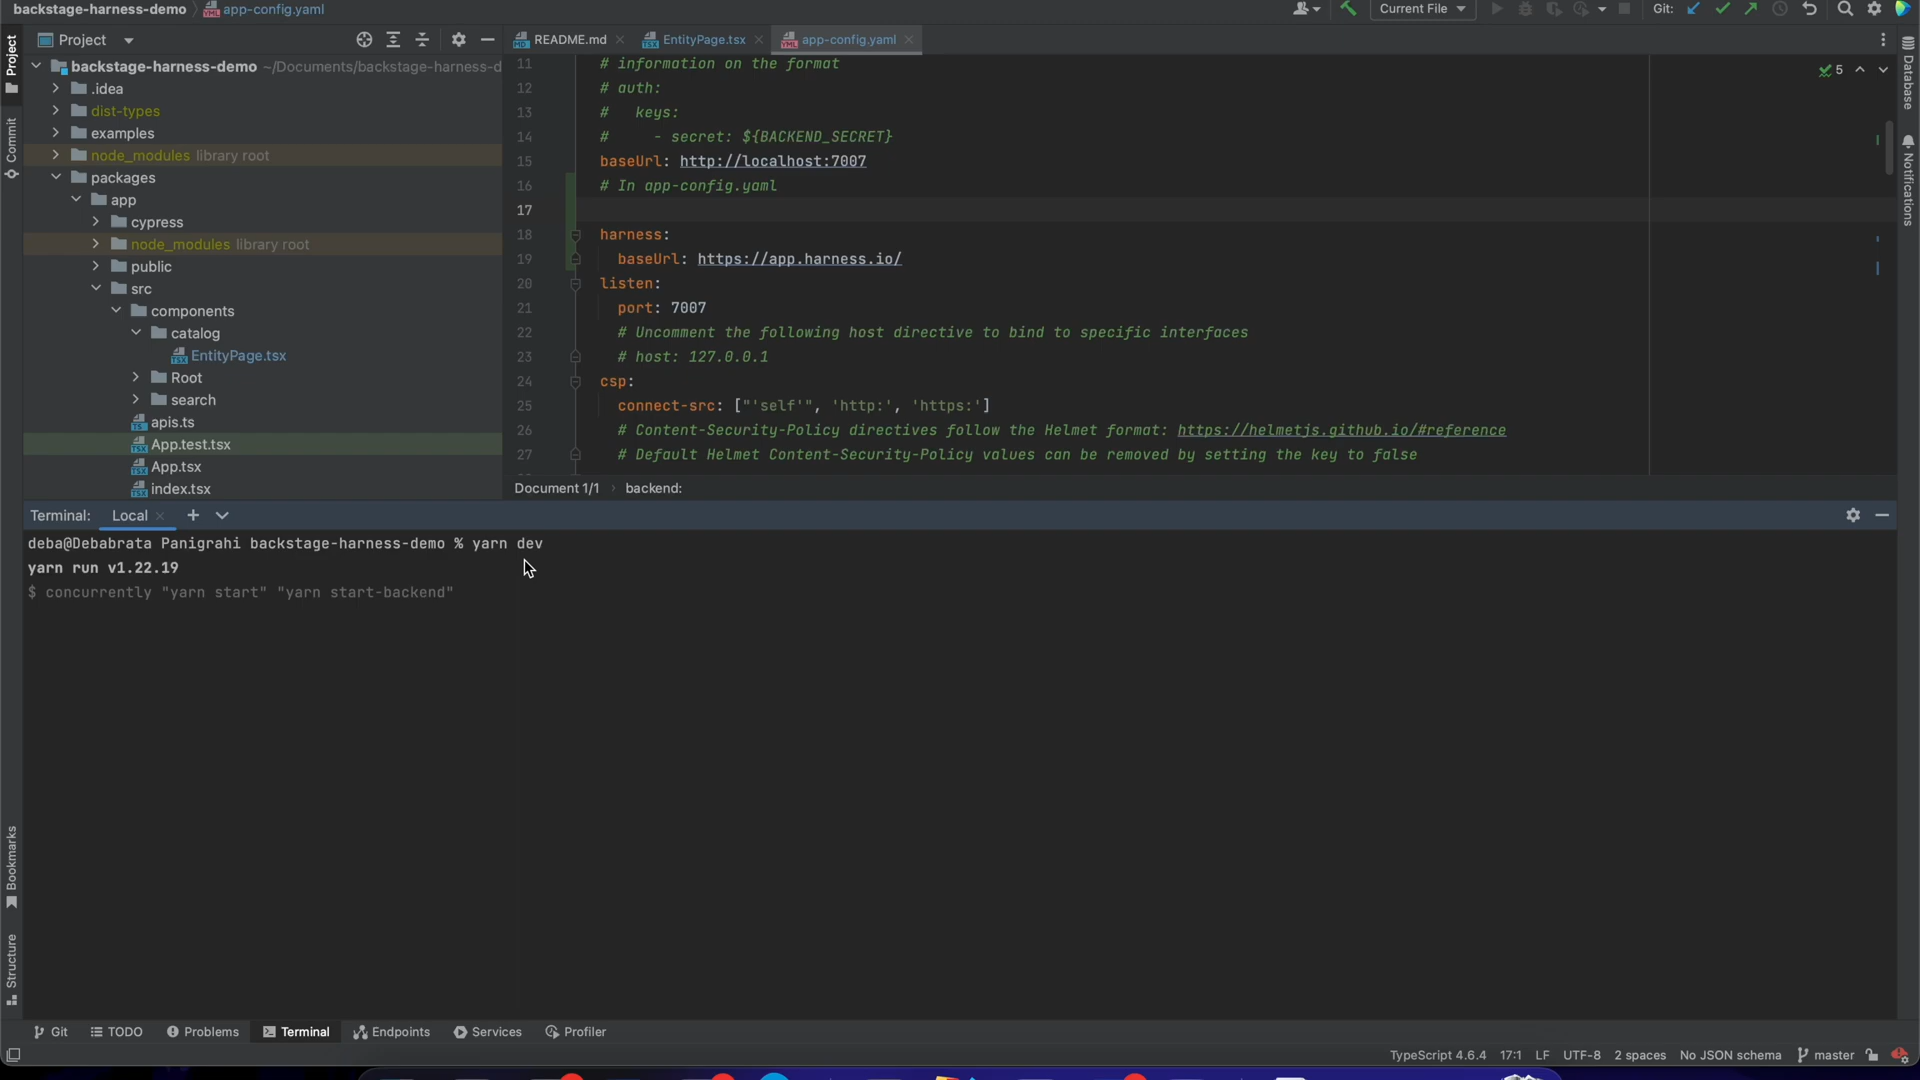 backstage-harness-demo app-config.yaml
Current File
Git:
Project
README.md
EntityPage.tsx
app-config.yaml
backstage-harness-demo ~/Documents/backstage-harness-d
.idea
dist-types
examples
node_modules library root
packages
app
cypress
node_modules library root
public
src
components
catalog
EntityPage.tsx
Root
search
apis.ts
App.test.tsx
App.tsx
index.tsx
11 # information on the format
12 # auth:
13 #   keys:
14 #     - secret: ${BACKEND_SECRET}
15 baseUrl: http://localhost:7007
16 # In app-config.yaml
17
18 harness:
19   baseUrl: https://app.harness.io/
20 listen:
21   port: 7007
22   # Uncomment the following host directive to bind to specific interfaces
23   # host: 127.0.0.1
24 csp:
25   connect-src: ["'self'", 'http:', 'https:']
26   # Content-Security-Policy directives follow the Helmet format: https://helmetjs.github.io/#reference
27   # Default Helmet Content-Security-Policy values can be removed by setting the key to false
5
Document 1/1 › backend:
Project
Commit
Bookmarks
Structure
Database
Notifications
Terminal: Local
deba@Debabrata Panigrahi backstage-harness-demo % yarn dev
yarn run v1.22.19
$ concurrently "yarn start" "yarn start-backend"
Git
TODO
Problems
Terminal
Endpoints
Services
Profiler
TypeScript 4.6.4 17:1 LF UTF-8 2 spaces No JSON schema master